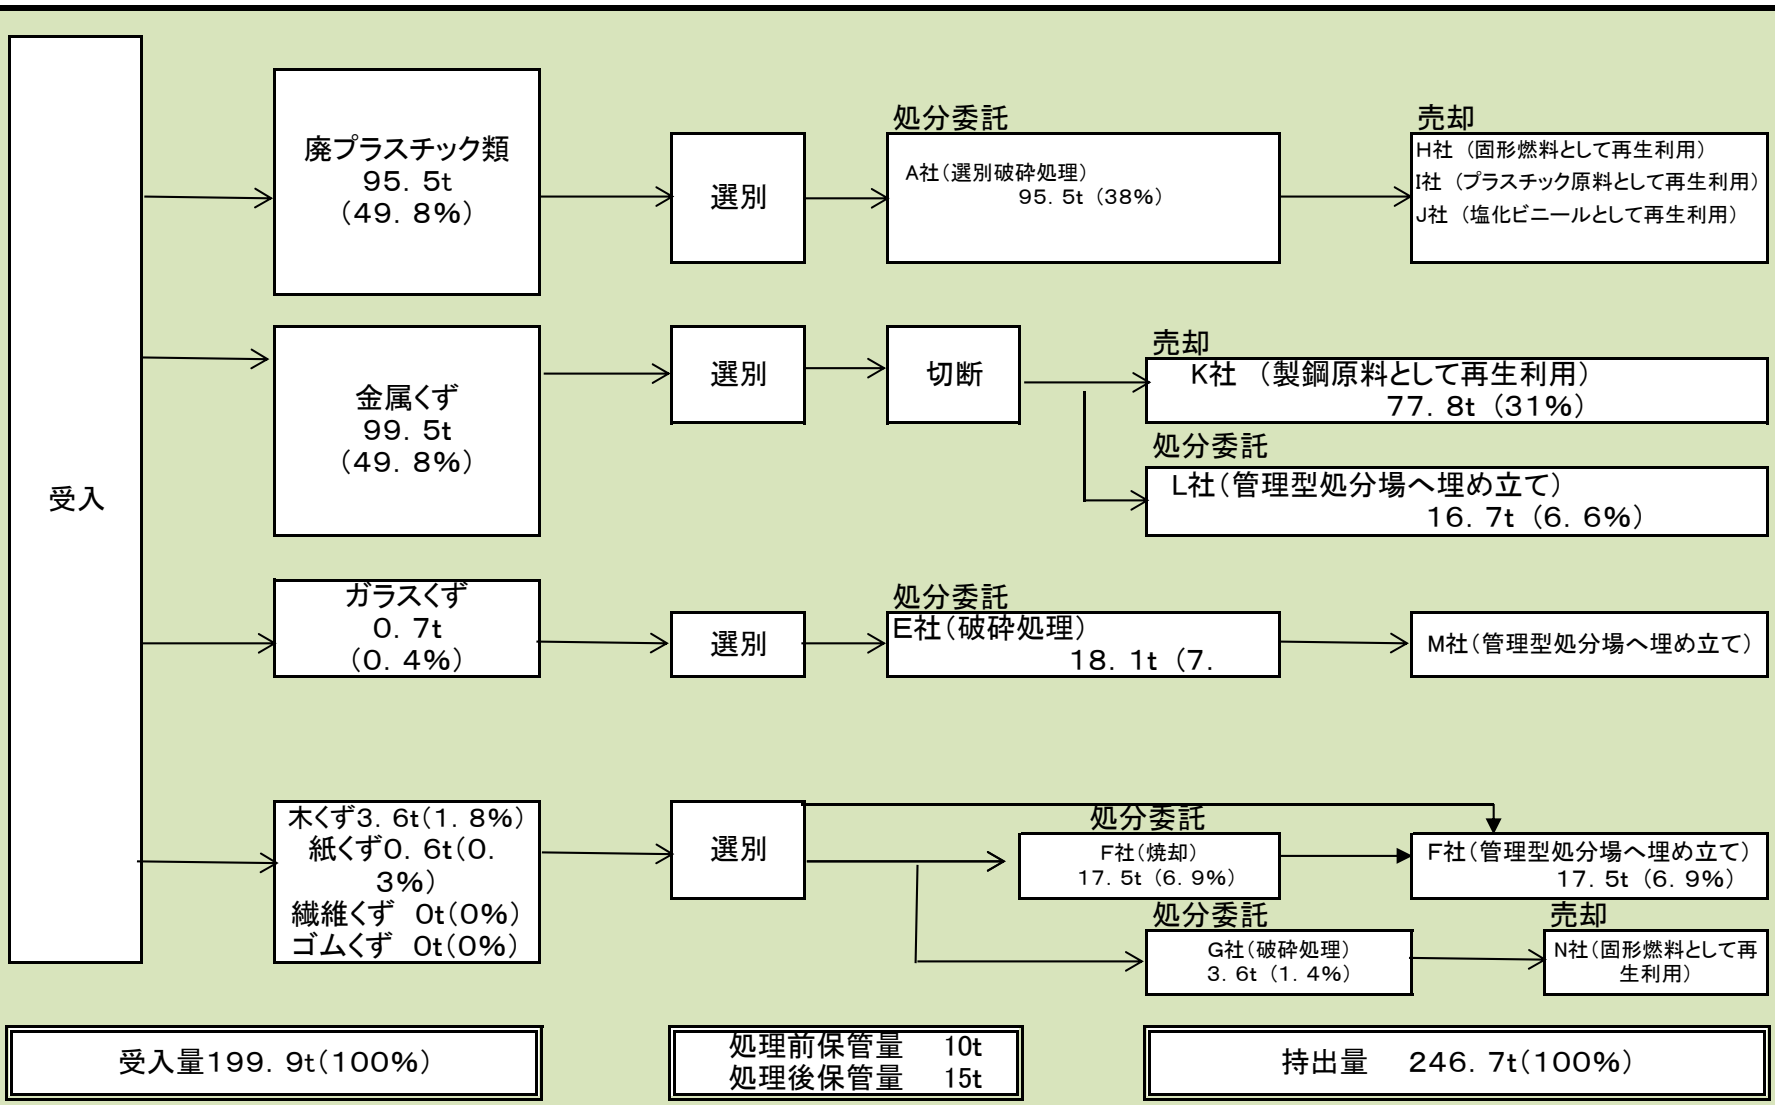 受入
廃プラスチック類
95．5t
(49．8%)
選別
処分委託
A社(選別破砕処理)
95．5t (38%)
売却
H社 (固形燃料として再生利用)
I社 (プラスチック原料として再生利用)
J社 (塩化ビニールとして再生利用)
金属くず
99．5t
(49．8%)
選別
切断
売却
K社 (製鋼原料として再生利用)
77．8t (31%)
処分委託
L社(管理型処分場へ埋め立て)
16．7t (6．6%)
ガラスくず
0．7t
(0．4%)
選別
処分委託
E社(破砕処理)
18．1t (7．
M社(管理型処分場へ埋め立て)
木くず3．6t(1．8%)
紙くず0．6t(0．
3%)
繊維くず 0t(0%)
ゴムくず 0t(0%)
選別
処分委託
F社(焼却)
17．5t (6．9%)
F社(管理型処分場へ埋め立て)
17．5t (6．9%)
処分委託
G社(破砕処理)
3．6t (1．4%)
売却
N社(固形燃料として再
生利用)
受入量199．9t(100%)
処理前保管量 10t
処理後保管量 15t
持出量 246．7t(100%)